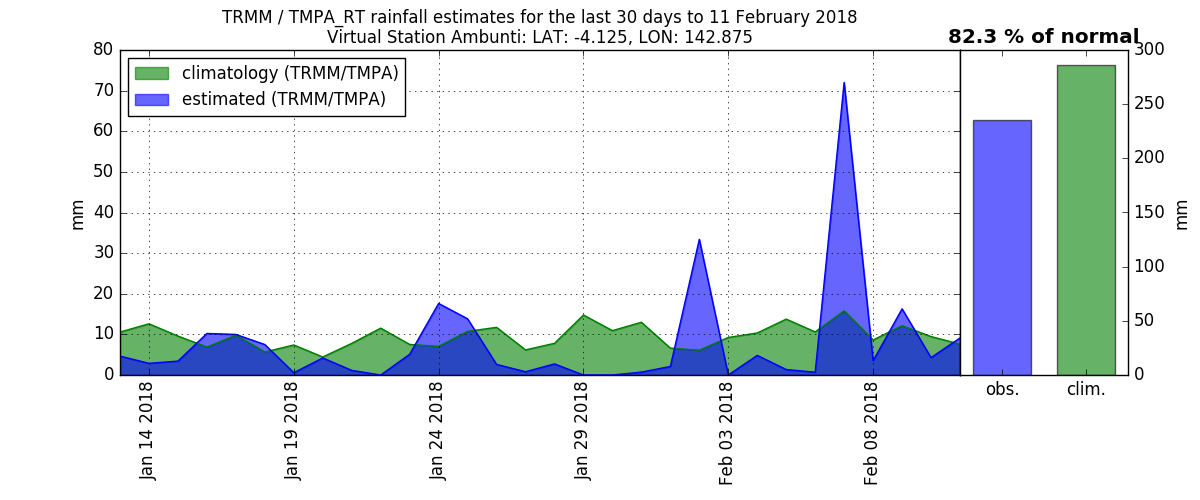 TRMM / TMPA_RT rainfall estimates for the last 30 days to 11 February 2018
Virtual Station Ambunti: LAT: -4.125, LON: 142.875
82.3 % of normal
climatology (TRMM/TMPA)
estimated (TRMM/TMPA)
80
70
60
50
40
30
20
10
0
mm
Jan 14 2018
Jan 19 2018
Jan 24 2018
Jan 29 2018
Feb 03 2018
Feb 08 2018
300
250
200
150
100
50
0
mm
obs.
clim.